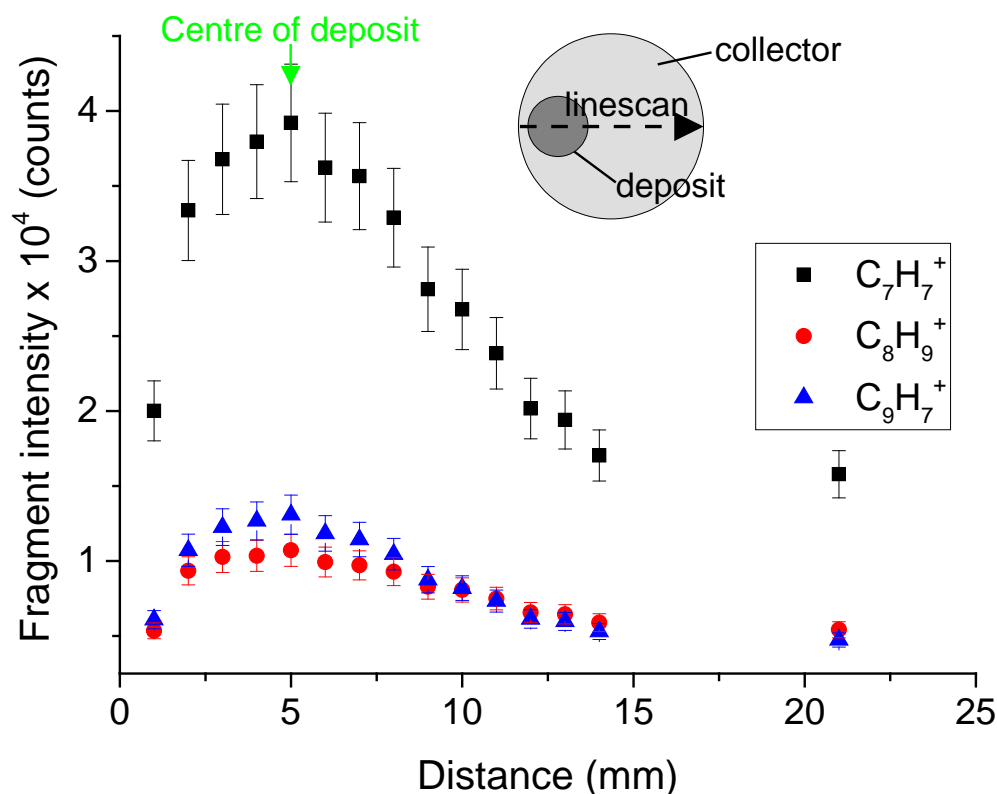 Centre of deposit
collector
linescan
deposit
C₇H₇⁺
C₈H₉⁺
C₉H₇⁺
Fragment intensity x 10⁴ (counts)
4
3
2
1
0 5 10 15 20 25
Distance (mm)